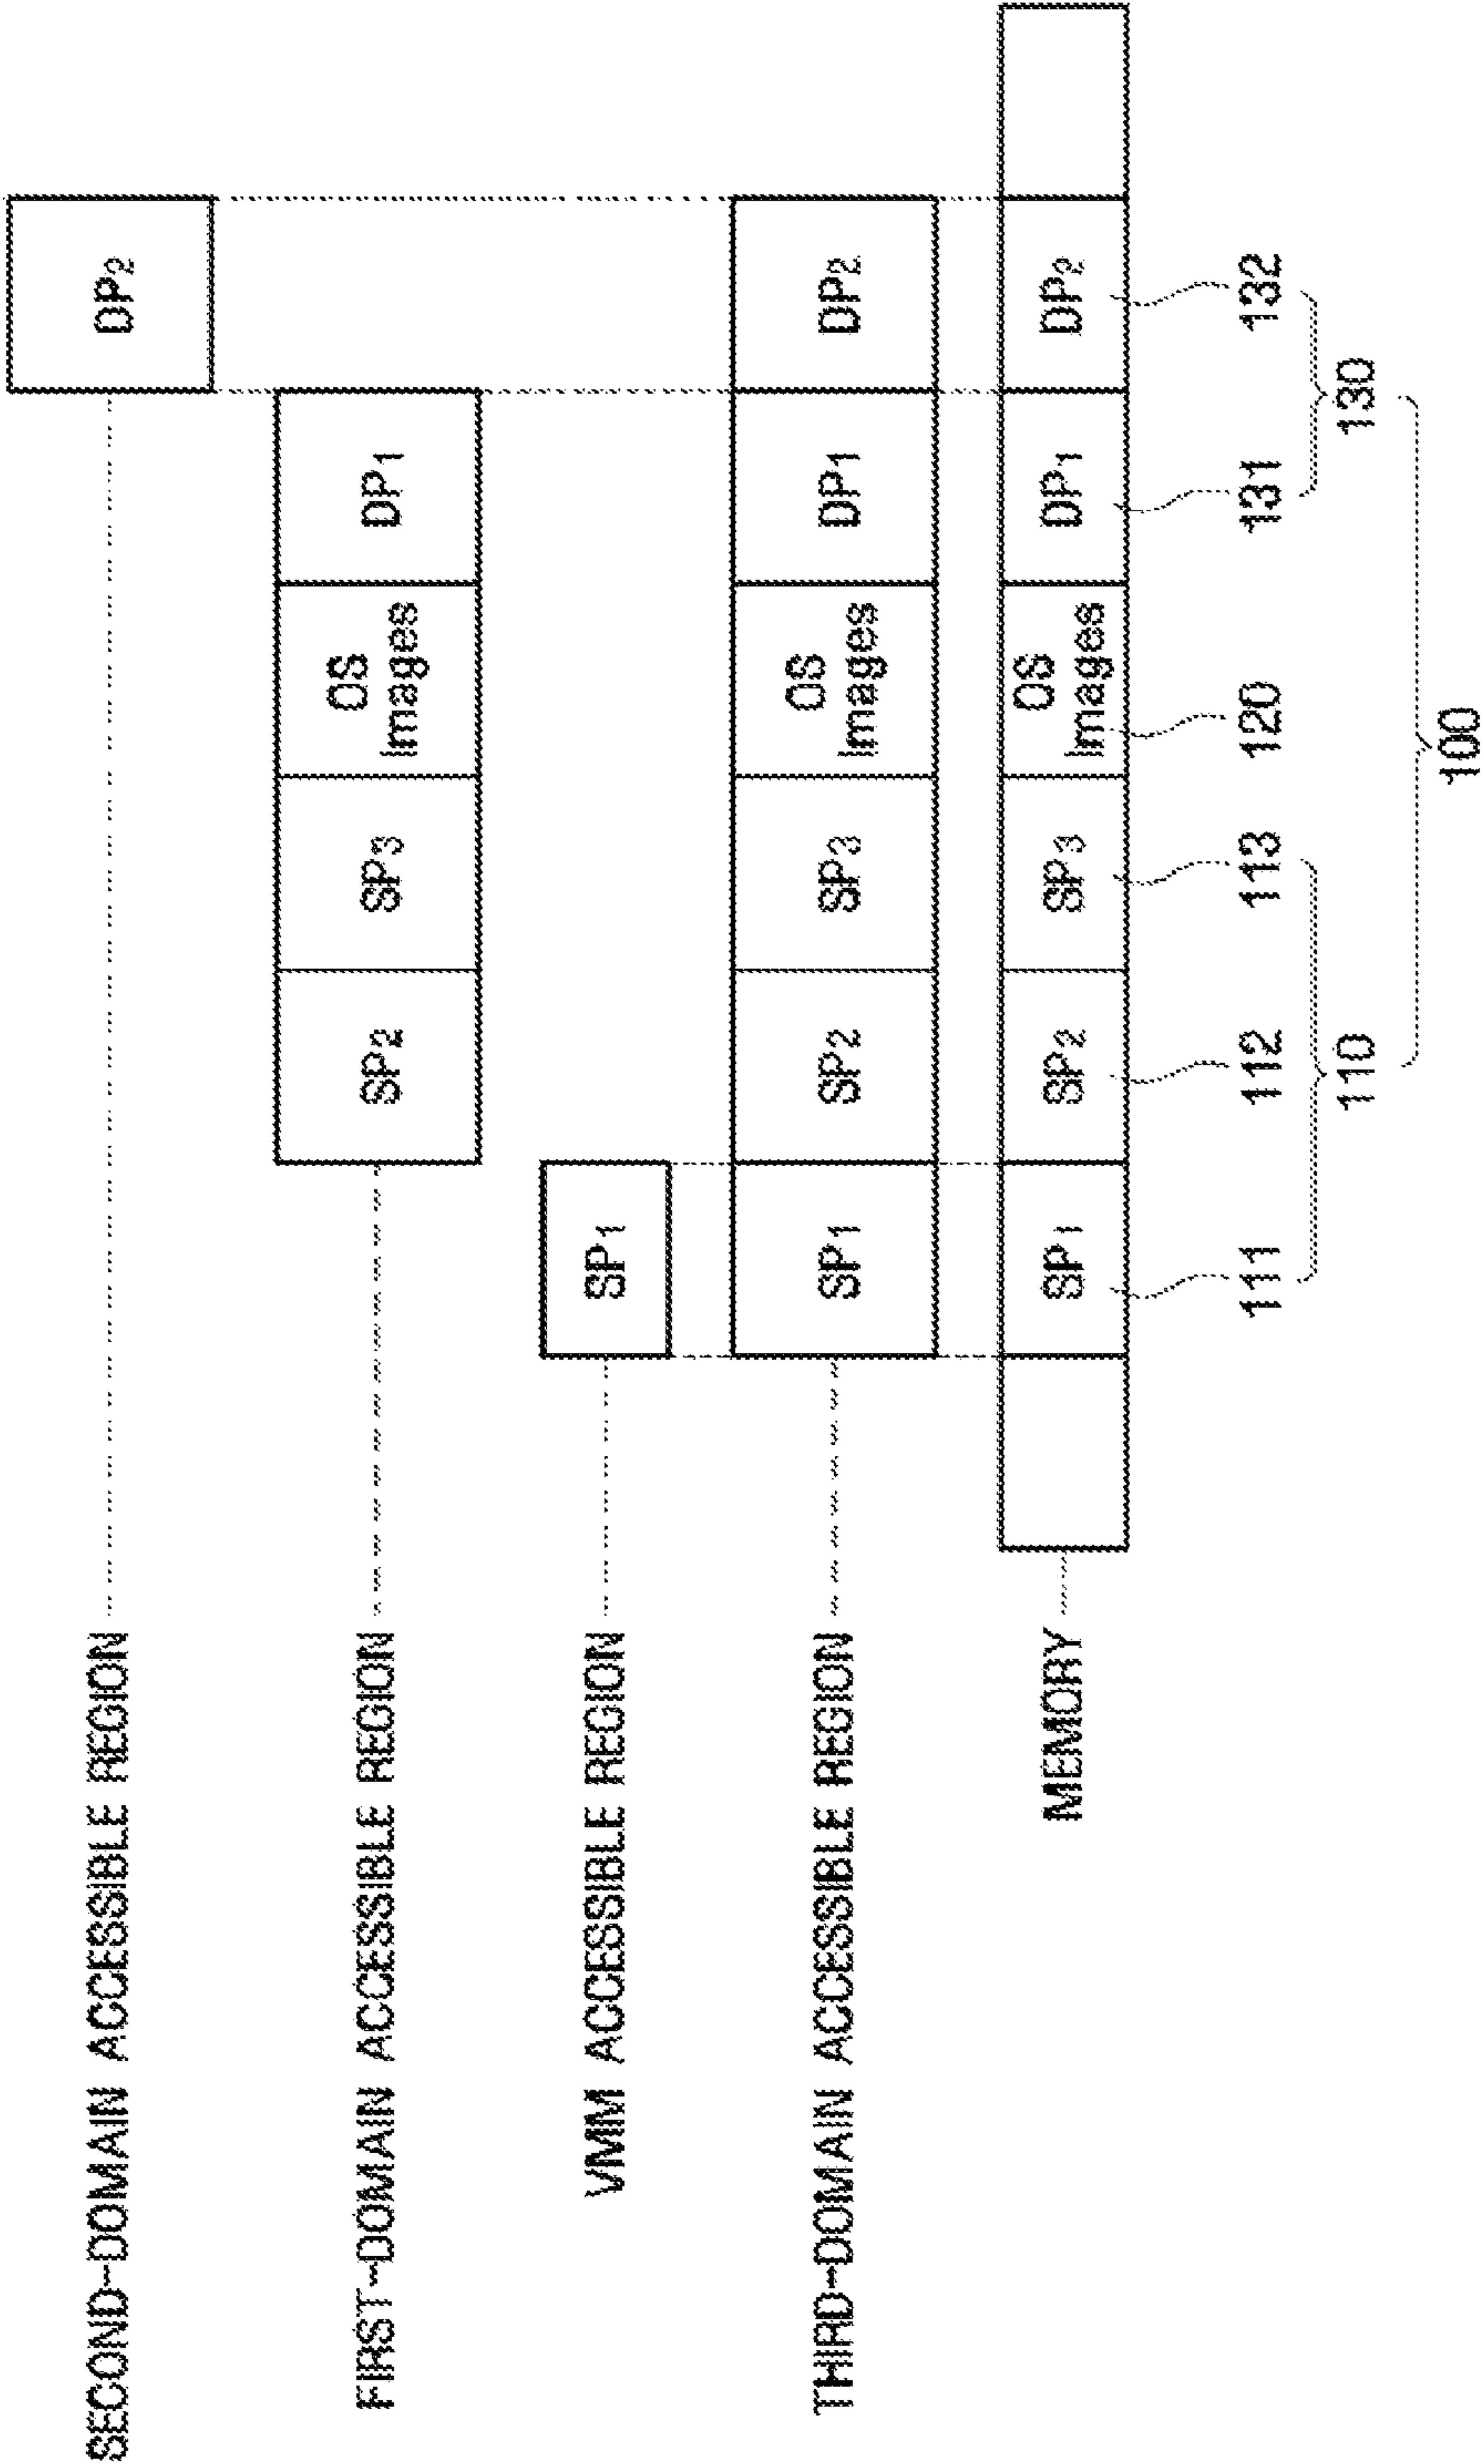 SECOND-DOMAIN ACCESSIBLE REGION
DP2
FIRST-DOMAIN ACCESSIBLE REGION
SP2
SP3
OS
Images
DP1
VMM ACCESSIBLE REGION
SP1
THIRD-DOMAIN ACCESSIBLE REGION
SP1
SP2
SP3
OS
Images
DP1
DP2
MEMORY
SP1
SP2
SP3
OS
Images
DP1
DP2
111
112
113
120
131
132
110
130
100